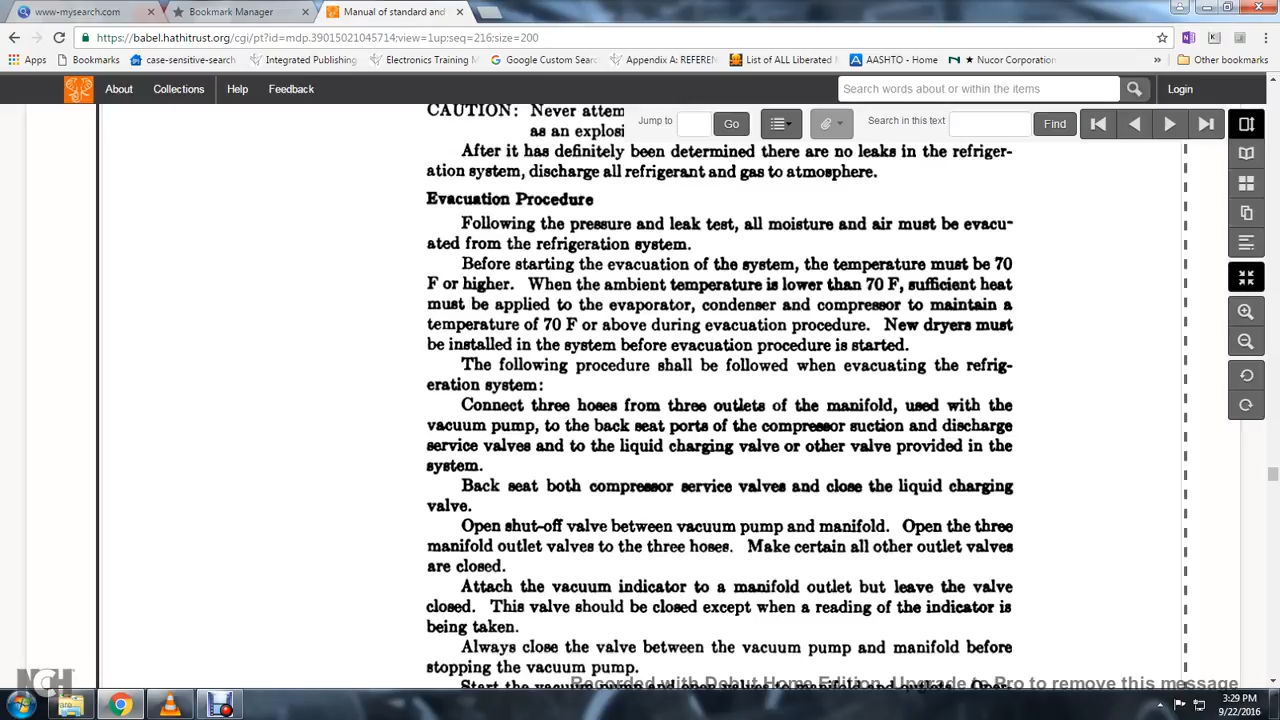 www-mysearch.com
Bookmark Manager
Manual of standard and
https://babel.hathitrust.org/cgi/pt?id=mdp.39015021045714;view=1up;seq=216;size=200
Apps Bookmarks case-sensitive-search Integrated Publishing Electronics Training M Google Custom Sear Appendix A: REFEREN List of ALL Liberated M AASHTO - Home ★ Nucor Corporation » Other bookmarks
About Collections Help Feedback Search words about or within the items Login
Jump to Go Search in this text Find
CAUTION: Never attem
as an explosi
After it has definitely been determined there are no leaks in the refriger-
ation system, discharge all refrigerant and gas to atmosphere.
Evacuation Procedure
Following the pressure and leak test, all moisture and air must be evacu-
ated from the refrigeration system.
Before starting the evacuation of the system, the temperature must be 70
F or higher. When the ambient temperature is lower than 70 F, sufficient heat
must be applied to the evaporator, condenser and compressor to maintain a
temperature of 70 F or above during evacuation procedure. New dryers must
be installed in the system before evacuation procedure is started.
The following procedure shall be followed when evacuating the refrig-
eration system:
Connect three hoses from three outlets of the manifold, used with the
vacuum pump, to the back seat ports of the compressor suction and discharge
service valves and to the liquid charging valve or other valve provided in the
system.
Back seat both compressor service valves and close the liquid charging
valve.
Open shut-off valve between vacuum pump and manifold. Open the three
manifold outlet valves to the three hoses. Make certain all other outlet valves
are closed.
Attach the vacuum indicator to a manifold outlet but leave the valve
closed. This valve should be closed except when a reading of the indicator is
being taken.
Always close the valve between the vacuum pump and manifold before
stopping the vacuum pump.
Recorded with Debut Home Edition. Upgrade to Pro to remove this message
NCH
3:29 PM
9/22/2016